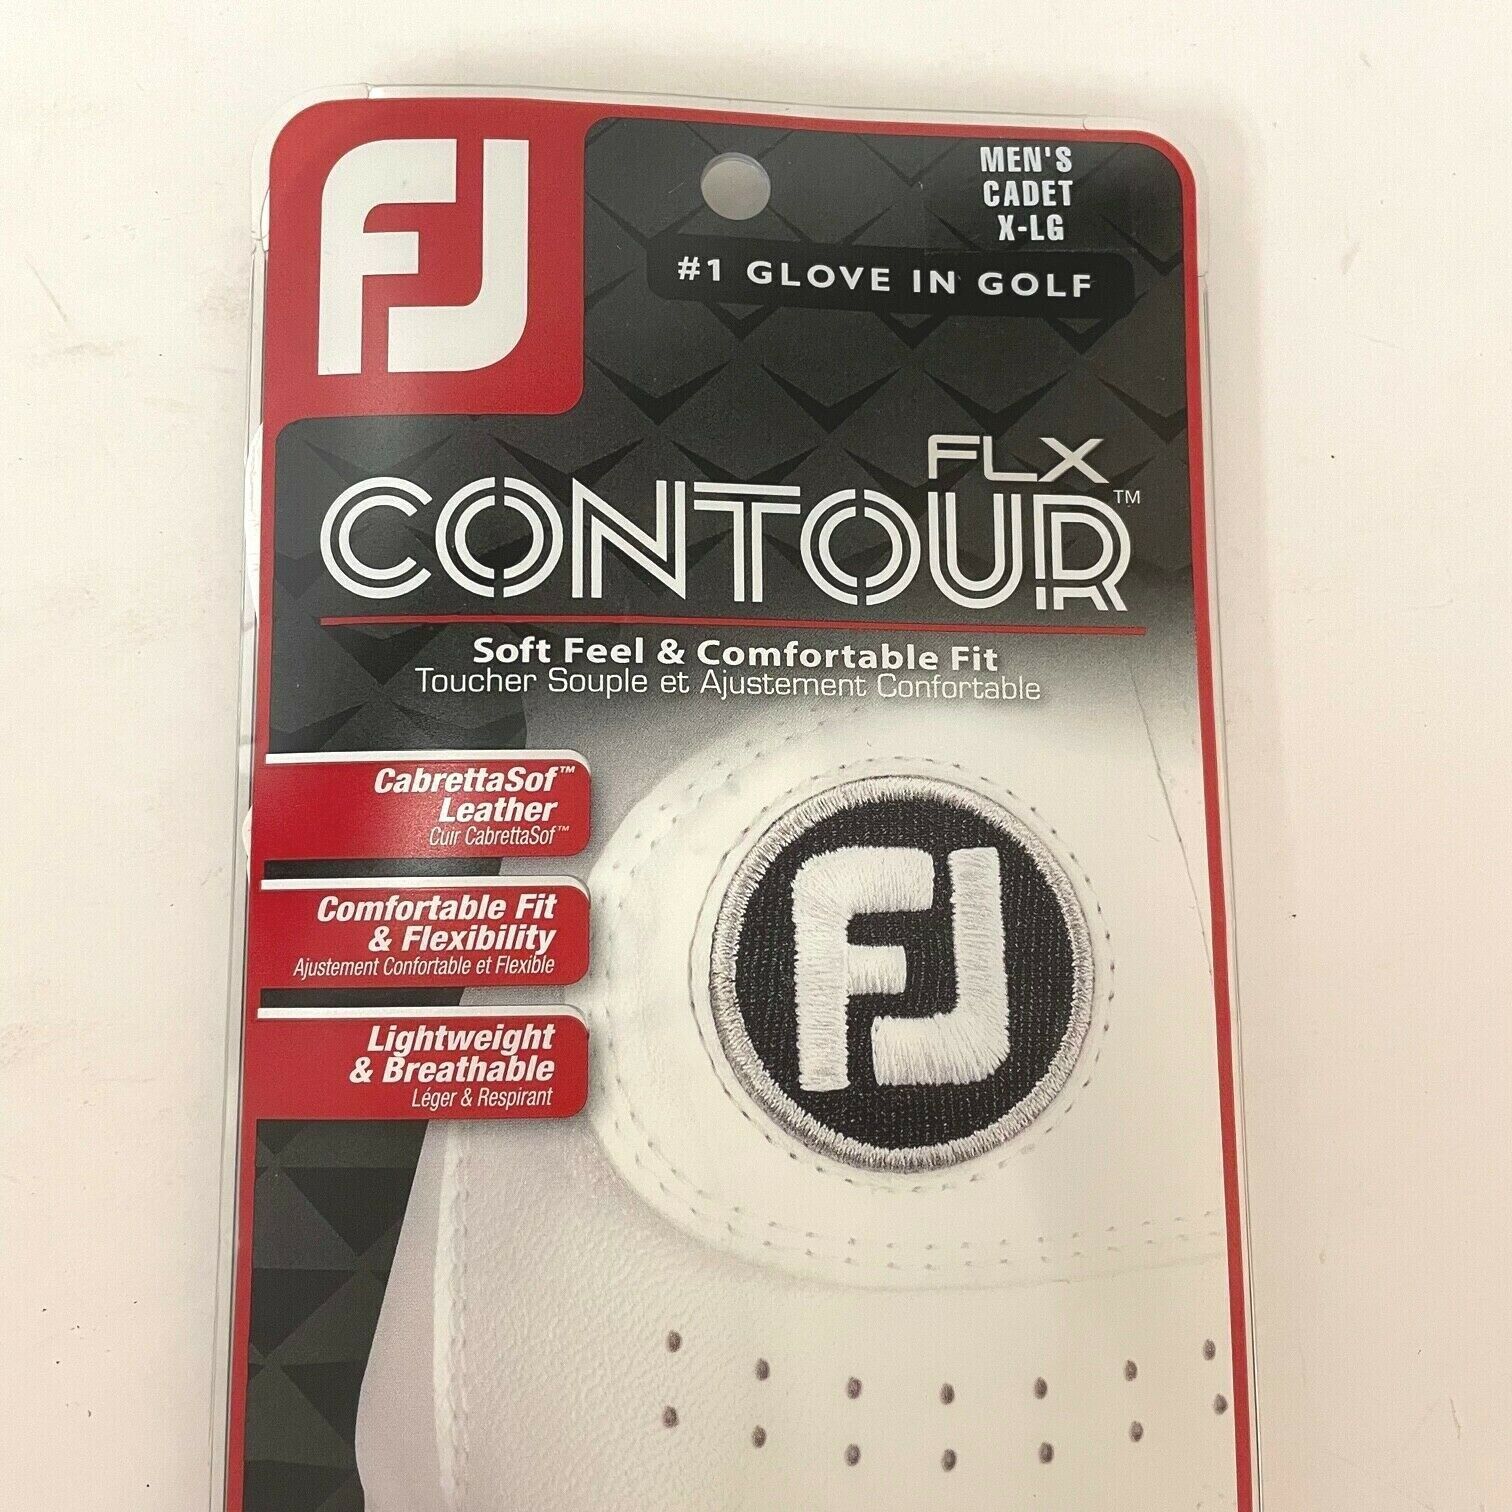 FJ
MEN'S
CADET
X-LG
#1 GLOVE IN GOLF
FLX
CONTOUR™
Soft Feel & Comfortable Fit
Toucher Souple et Ajustement Confortable
CabrettaSof™
Leather
Cuir CabrettaSof™
Comfortable Fit
& Flexibility
Ajustement Confortable et Flexible
Lightweight
& Breathable
Léger & Respirant
FJ